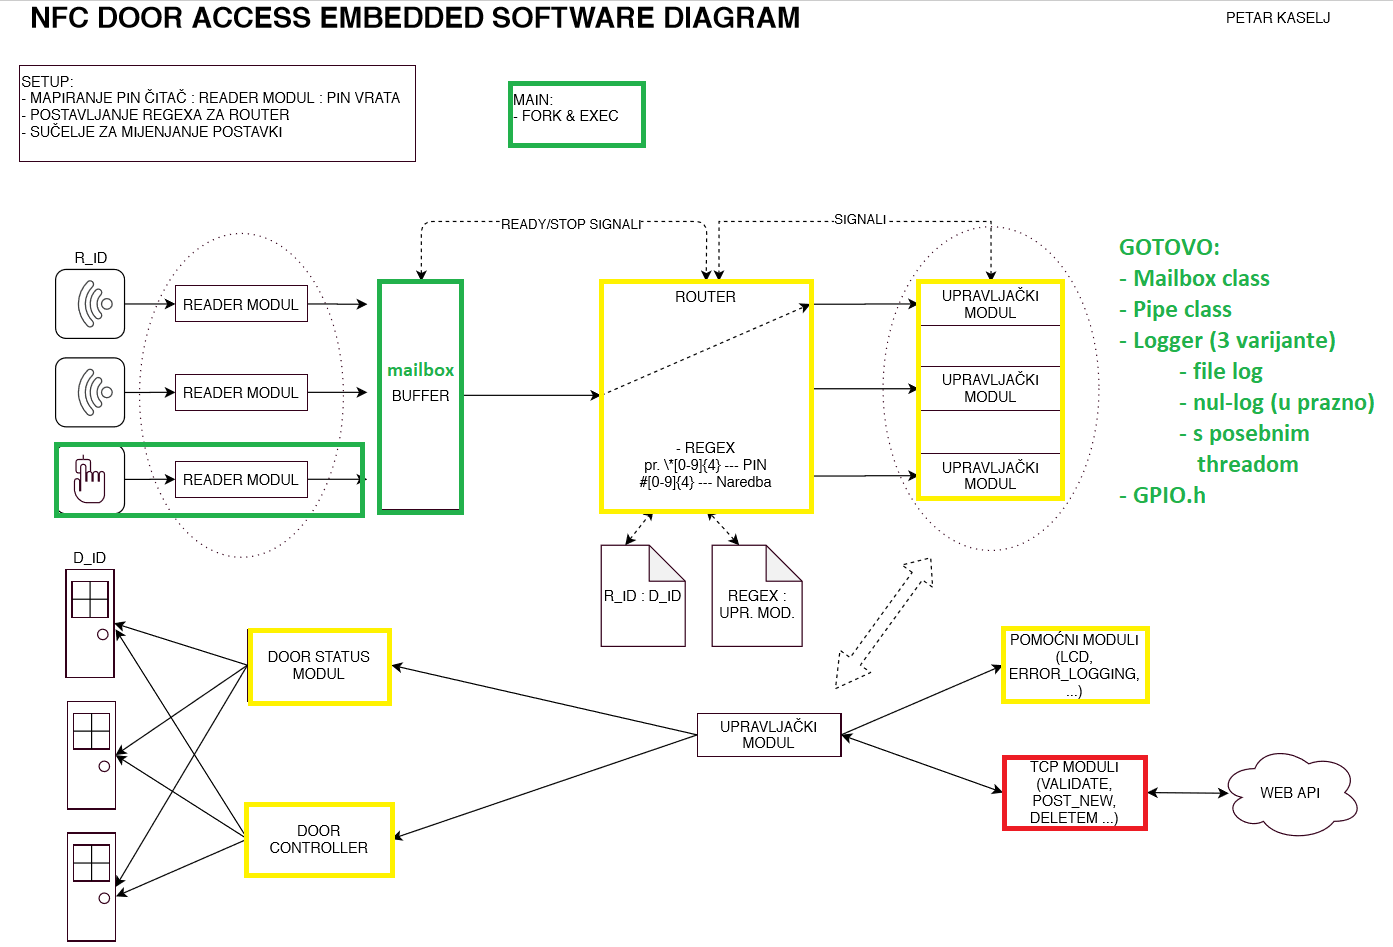 NFC DOOR ACCESS EMBEDDED SOFTWARE DIAGRAM
PETAR KASELJ
SETUP:
- MAPIRANJE PIN ČITAČ : READER MODUL : PIN VRATA
- POSTAVLJANJE REGEXA ZA ROUTER
- SUČELJE ZA MIJENJANJE POSTAVKI
MAIN:
- FORK & EXEC
READY/STOP SIGNALI
SIGNALI
R_ID
READER MODUL
READER MODUL
READER MODUL
mailbox
BUFFER
ROUTER
- REGEX
pr. \*[0-9]{4} --- PIN
#[0-9]{4} --- Naredba
UPRAVLJAČKI
MODUL
UPRAVLJAČKI
MODUL
UPRAVLJAČKI
MODUL
GOTOVO:
- Mailbox class
- Pipe class
- Logger (3 varijante)
- file log
- nul-log (u prazno)
- s posebnim
threadom
- GPIO.h
R_ID : D_ID
REGEX :
UPR. MOD.
D_ID
DOOR STATUS
MODUL
DOOR
CONTROLLER
UPRAVLJAČKI
MODUL
POMOĆNI MODULI
(LCD,
ERROR_LOGGING,
...)
TCP MODULI
(VALIDATE,
POST_NEW,
DELETEM ...)
WEB API